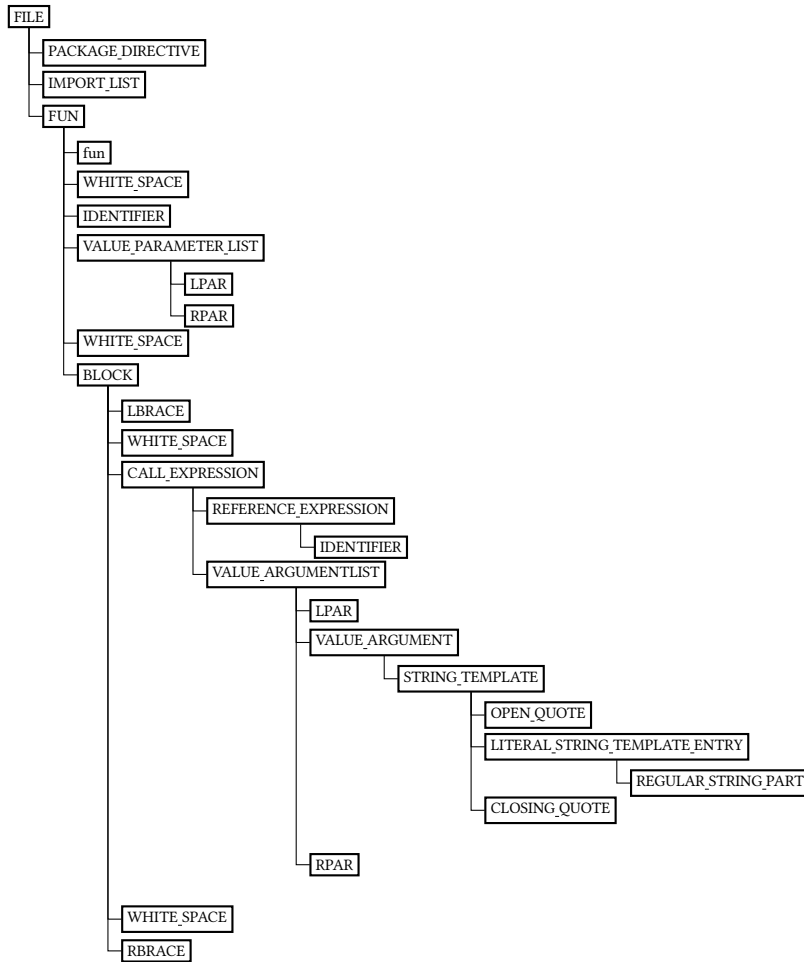 FILE
PACKAGE_DIRECTIVE
IMPORT_LIST
FUN
fun
WHITE_SPACE
IDENTIFIER
VALUE_PARAMETER_LIST
LPAR
RPAR
WHITE_SPACE
BLOCK
LBRACE
WHITE_SPACE
CALL_EXPRESSION
REFERENCE_EXPRESSION
IDENTIFIER
VALUE_ARGUMENTLIST
LPAR
VALUE_ARGUMENT
STRING_TEMPLATE
OPEN_QUOTE
LITERAL_STRING_TEMPLATE_ENTRY
REGULAR_STRING_PART
CLOSING_QUOTE
RPAR
WHITE_SPACE
RBRACE